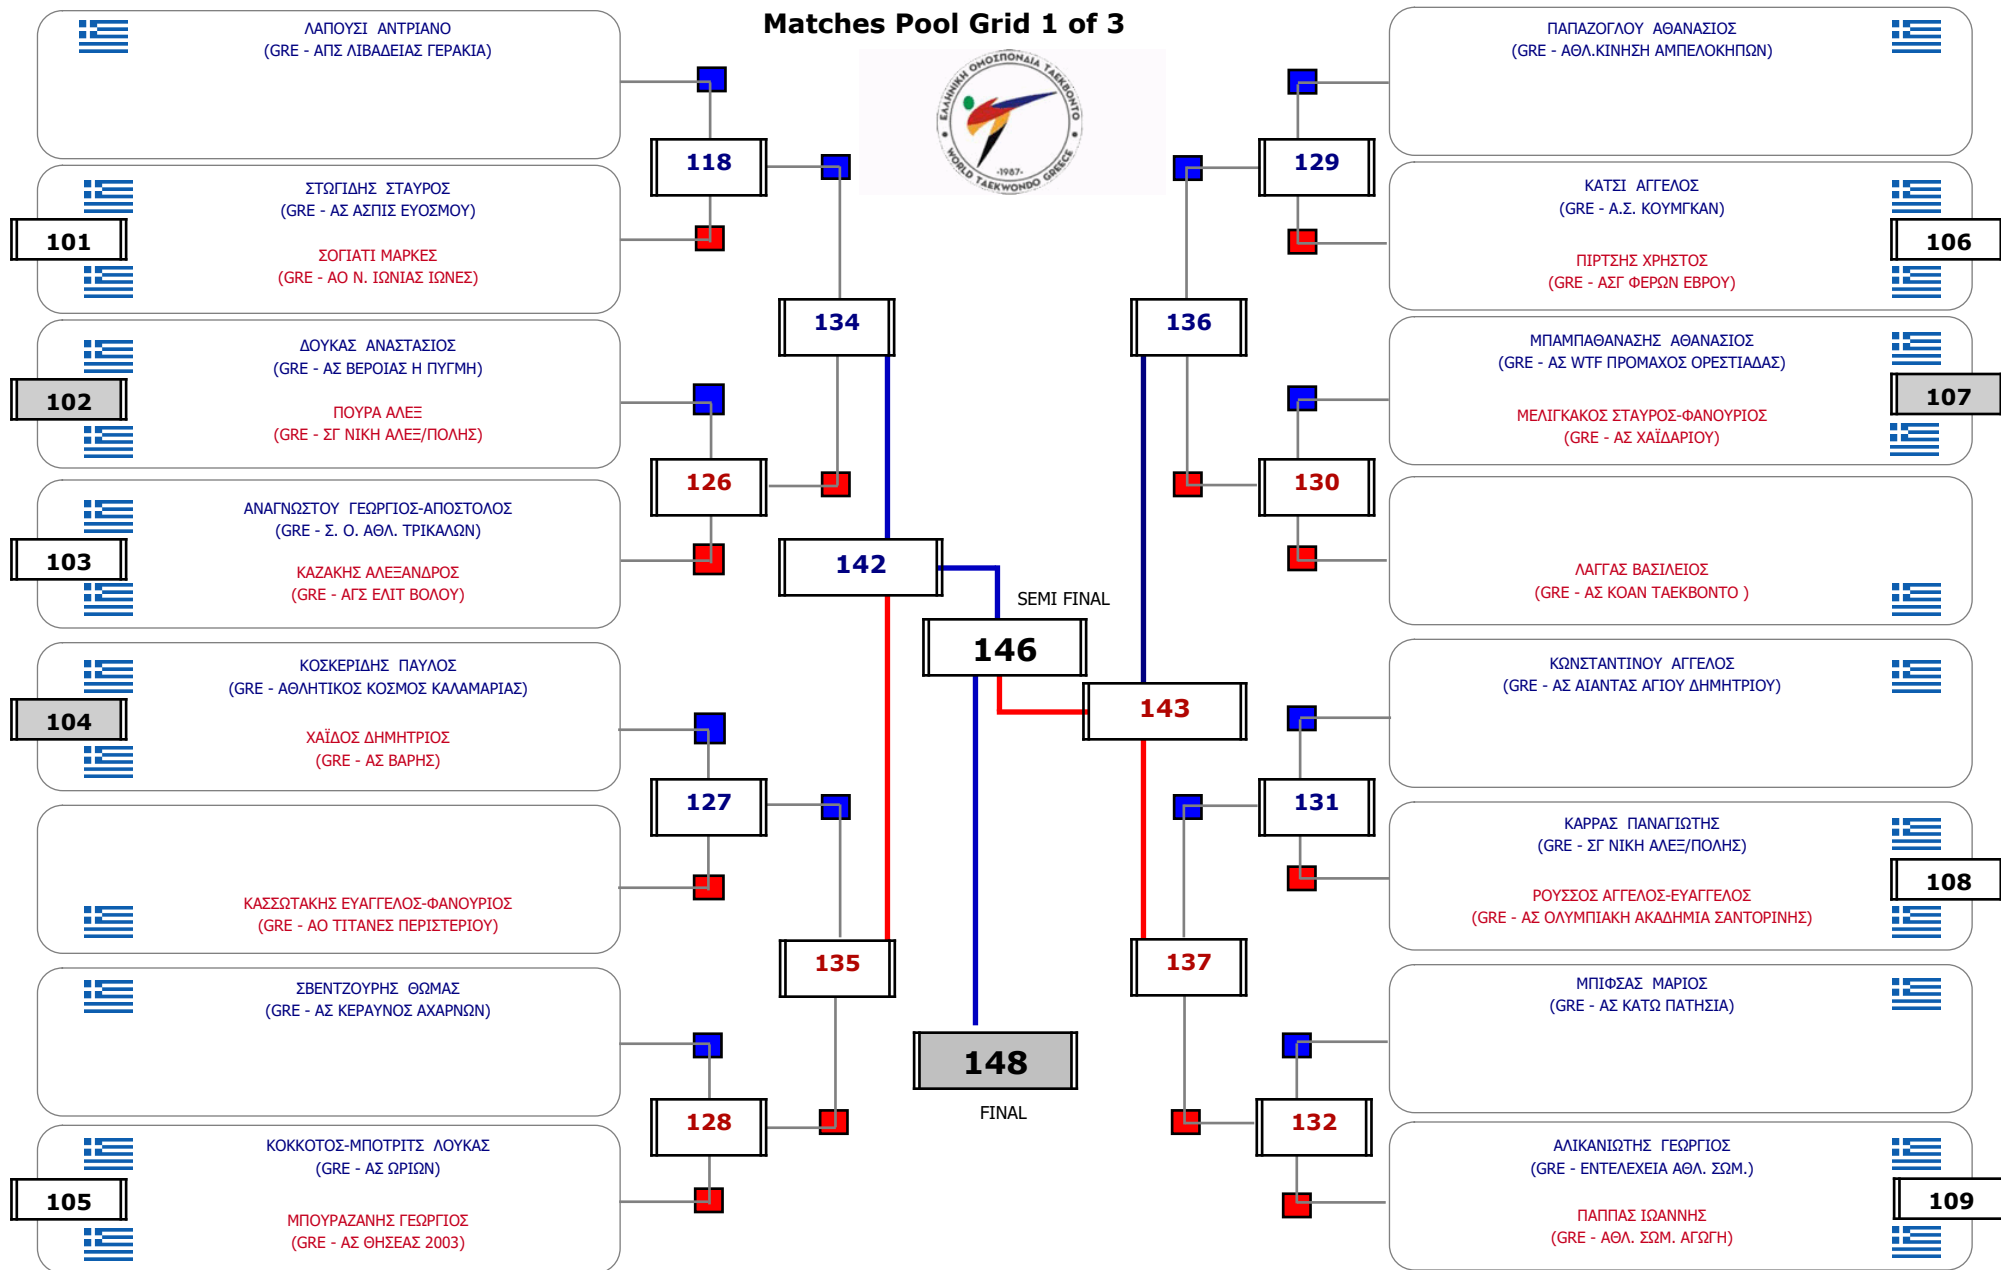 Matches Pool Grid 1 of 3
ΕΛΛΗΝΙΚΗ ΟΜΟΣΠΟΝΔΙΑ ΤΑΕΚΒΟΝΤΟ
-1987-
WORLD TAEKWONDO GREECE
ΛΑΠΟΥΣΙ ΑΝΤΡΙΑΝΟ
(GRE - ΑΠΣ ΛΙΒΑΔΕΙΑΣ ΓΕΡΑΚΙΑ)
118
101
ΣΤΩΓΙΔΗΣ ΣΤΑΥΡΟΣ
(GRE - ΑΣ ΑΣΠΙΣ ΕΥΟΣΜΟΥ)
ΣΟΓΙΑΤΙ ΜΑΡΚΕΣ
(GRE - ΑΟ Ν. ΙΩΝΙΑΣ ΙΩΝΕΣ)
134
102
ΔΟΥΚΑΣ ΑΝΑΣΤΑΣΙΟΣ
(GRE - ΑΣ ΒΕΡΟΙΑΣ Η ΠΥΓΜΗ)
ΠΟΥΡΑ ΑΛΕΞ
(GRE - ΣΓ ΝΙΚΗ ΑΛΕΞ/ΠΟΛΗΣ)
126
103
ΑΝΑΓΝΩΣΤΟΥ ΓΕΩΡΓΙΟΣ-ΑΠΟΣΤΟΛΟΣ
(GRE - Σ. Ο. ΑΘΛ. ΤΡΙΚΑΛΩΝ)
ΚΑΖΑΚΗΣ ΑΛΕΞΑΝΔΡΟΣ
(GRE - ΑΓΣ ΕΛΙΤ ΒΟΛΟΥ)
142
104
ΚΟΣΚΕΡΙΔΗΣ ΠΑΥΛΟΣ
(GRE - ΑΘΛΗΤΙΚΟΣ ΚΟΣΜΟΣ ΚΑΛΑΜΑΡΙΑΣ)
ΧΑΪΔΟΣ ΔΗΜΗΤΡΙΟΣ
(GRE - ΑΣ ΒΑΡΗΣ)
127
ΚΑΣΣΩΤΑΚΗΣ ΕΥΑΓΓΕΛΟΣ-ΦΑΝΟΥΡΙΟΣ
(GRE - ΑΟ ΤΙΤΑΝΕΣ ΠΕΡΙΣΤΕΡΙΟΥ)
135
ΣΒΕΝΤΖΟΥΡΗΣ ΘΩΜΑΣ
(GRE - ΑΣ ΚΕΡΑΥΝΟΣ ΑΧΑΡΝΩΝ)
128
105
ΚΟΚΚΟΤΟΣ-ΜΠΟΤΡΙΤΣ ΛΟΥΚΑΣ
(GRE - ΑΣ ΩΡΙΩΝ)
ΜΠΟΥΡΑΖΑΝΗΣ ΓΕΩΡΓΙΟΣ
(GRE - ΑΣ ΘΗΣΕΑΣ 2003)
SEMI FINAL
146
143
148
FINAL
ΠΑΠΑΖΟΓΛΟΥ ΑΘΑΝΑΣΙΟΣ
(GRE - ΑΘΛ.ΚΙΝΗΣΗ ΑΜΠΕΛΟΚΗΠΩΝ)
129
ΚΑΤΣΙ ΑΓΓΕΛΟΣ
(GRE - Α.Σ. ΚΟΥΜΓΚΑΝ)
106
ΠΙΡΤΣΗΣ ΧΡΗΣΤΟΣ
(GRE - ΑΣΓ ΦΕΡΩΝ ΕΒΡΟΥ)
136
ΜΠΑΜΠΑΘΑΝΑΣΗΣ ΑΘΑΝΑΣΙΟΣ
(GRE - ΑΣ WTF ΠΡΟΜΑΧΟΣ ΟΡΕΣΤΙΑΔΑΣ)
107
ΜΕΛΙΓΚΑΚΟΣ ΣΤΑΥΡΟΣ-ΦΑΝΟΥΡΙΟΣ
(GRE - ΑΣ ΧΑΪΔΑΡΙΟΥ)
130
ΛΑΓΓΑΣ ΒΑΣΙΛΕΙΟΣ
(GRE - ΑΣ ΚΟΑΝ ΤΑΕΚΒΟΝΤΟ )
ΚΩΝΣΤΑΝΤΙΝΟΥ ΑΓΓΕΛΟΣ
(GRE - ΑΣ ΑΙΑΝΤΑΣ ΑΓΙΟΥ ΔΗΜΗΤΡΙΟΥ)
131
ΚΑΡΡΑΣ ΠΑΝΑΓΙΩΤΗΣ
(GRE - ΣΓ ΝΙΚΗ ΑΛΕΞ/ΠΟΛΗΣ)
108
ΡΟΥΣΣΟΣ ΑΓΓΕΛΟΣ-ΕΥΑΓΓΕΛΟΣ
(GRE - ΑΣ ΟΛΥΜΠΙΑΚΗ ΑΚΑΔΗΜΙΑ ΣΑΝΤΟΡΙΝΗΣ)
137
ΜΠΙΦΣΑΣ ΜΑΡΙΟΣ
(GRE - ΑΣ ΚΑΤΩ ΠΑΤΗΣΙΑ)
132
ΑΛΙΚΑΝΙΩΤΗΣ ΓΕΩΡΓΙΟΣ
(GRE - ΕΝΤΕΛΕΧΕΙΑ ΑΘΛ. ΣΩΜ.)
109
ΠΑΠΠΑΣ ΙΩΑΝΝΗΣ
(GRE - ΑΘΛ. ΣΩΜ. ΑΓΩΓΗ)